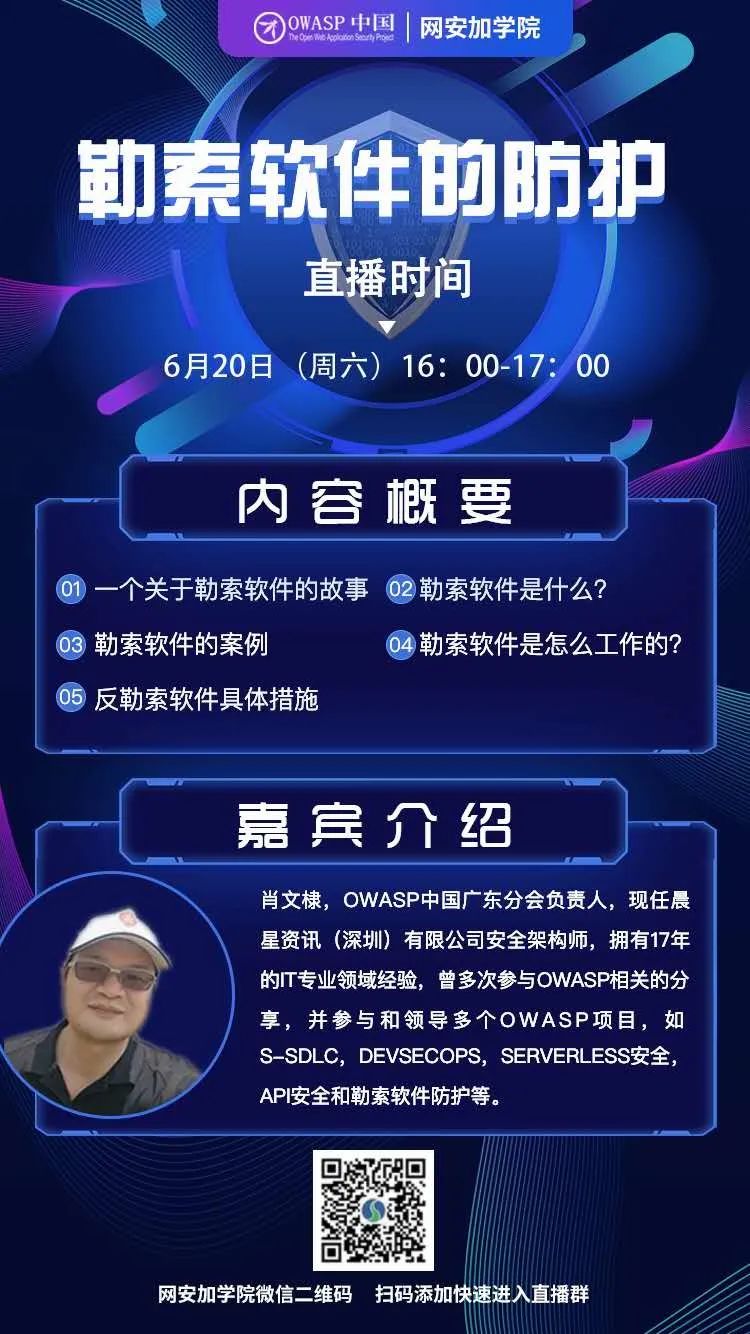 OWASP 中国 网安加学院
The Open Web Application Security Project
勒索软件的防护
直播时间
6月20日（周六）16：00-17：00
内容概要
01 一个关于勒索软件的故事 02 勒索软件是什么？
03 勒索软件的案例 04 勒索软件是怎么工作的？
05 反勒索软件具体措施
嘉宾介绍
肖文棣，OWASP中国广东分会负责人，现任晨
星资讯（深圳）有限公司安全架构师，拥有17年
的IT专业领域经验，曾多次参与OWASP相关的分
享，并参与和领导多个OWASP项目，如
S-SDLC，DEVSECOPS，SERVERLESS安全，
API安全和勒索软件防护等。
网安加学院微信二维码 扫码添加快速进入直播群